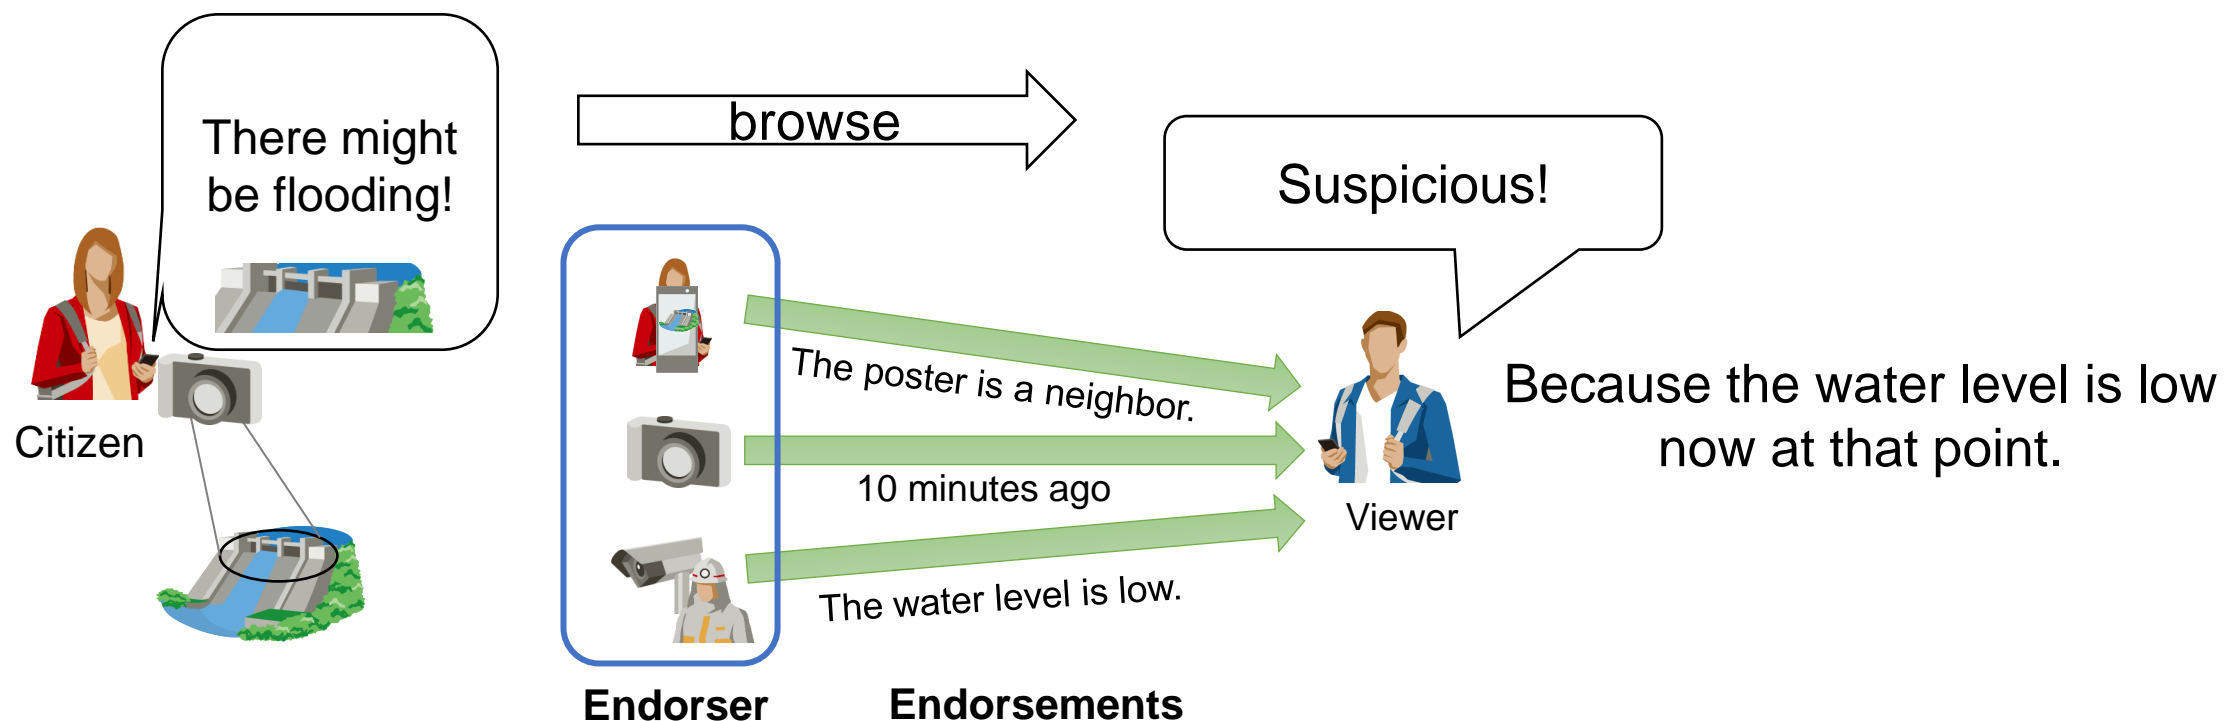 There might
be flooding!
browse
Suspicious!
Citizen
The poster is a neighbor.
10 minutes ago
The water level is low.
Viewer
Because the water level is low
now at that point.
Endorser
Endorsements